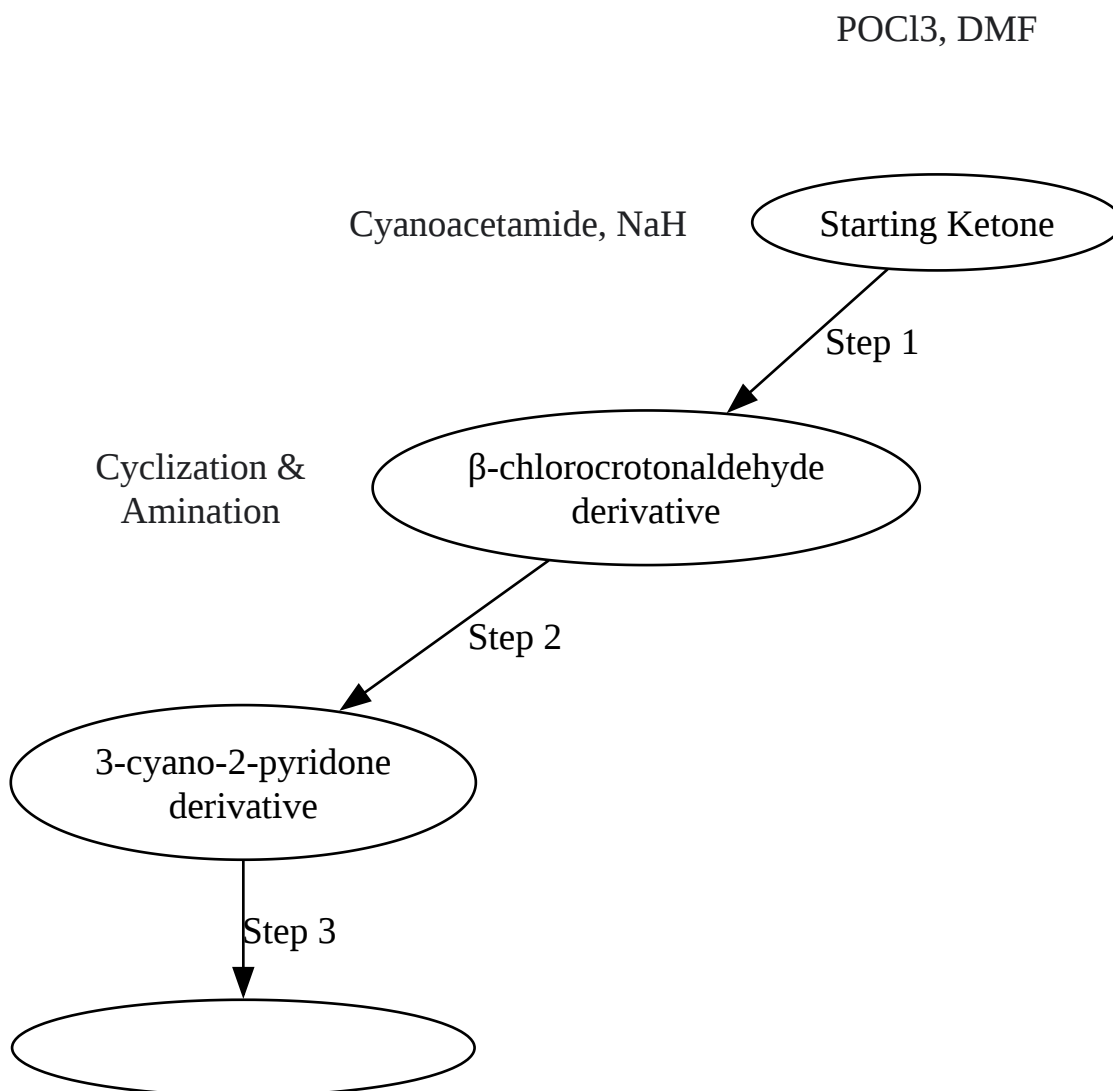 POCl3, DMF
Cyanoacetamide, NaH
Starting Ketone
Step 1
Cyclization &
Amination
β-chlorocrotonaldehyde
derivative
Step 2
3-cyano-2-pyridone
derivative
Step 3